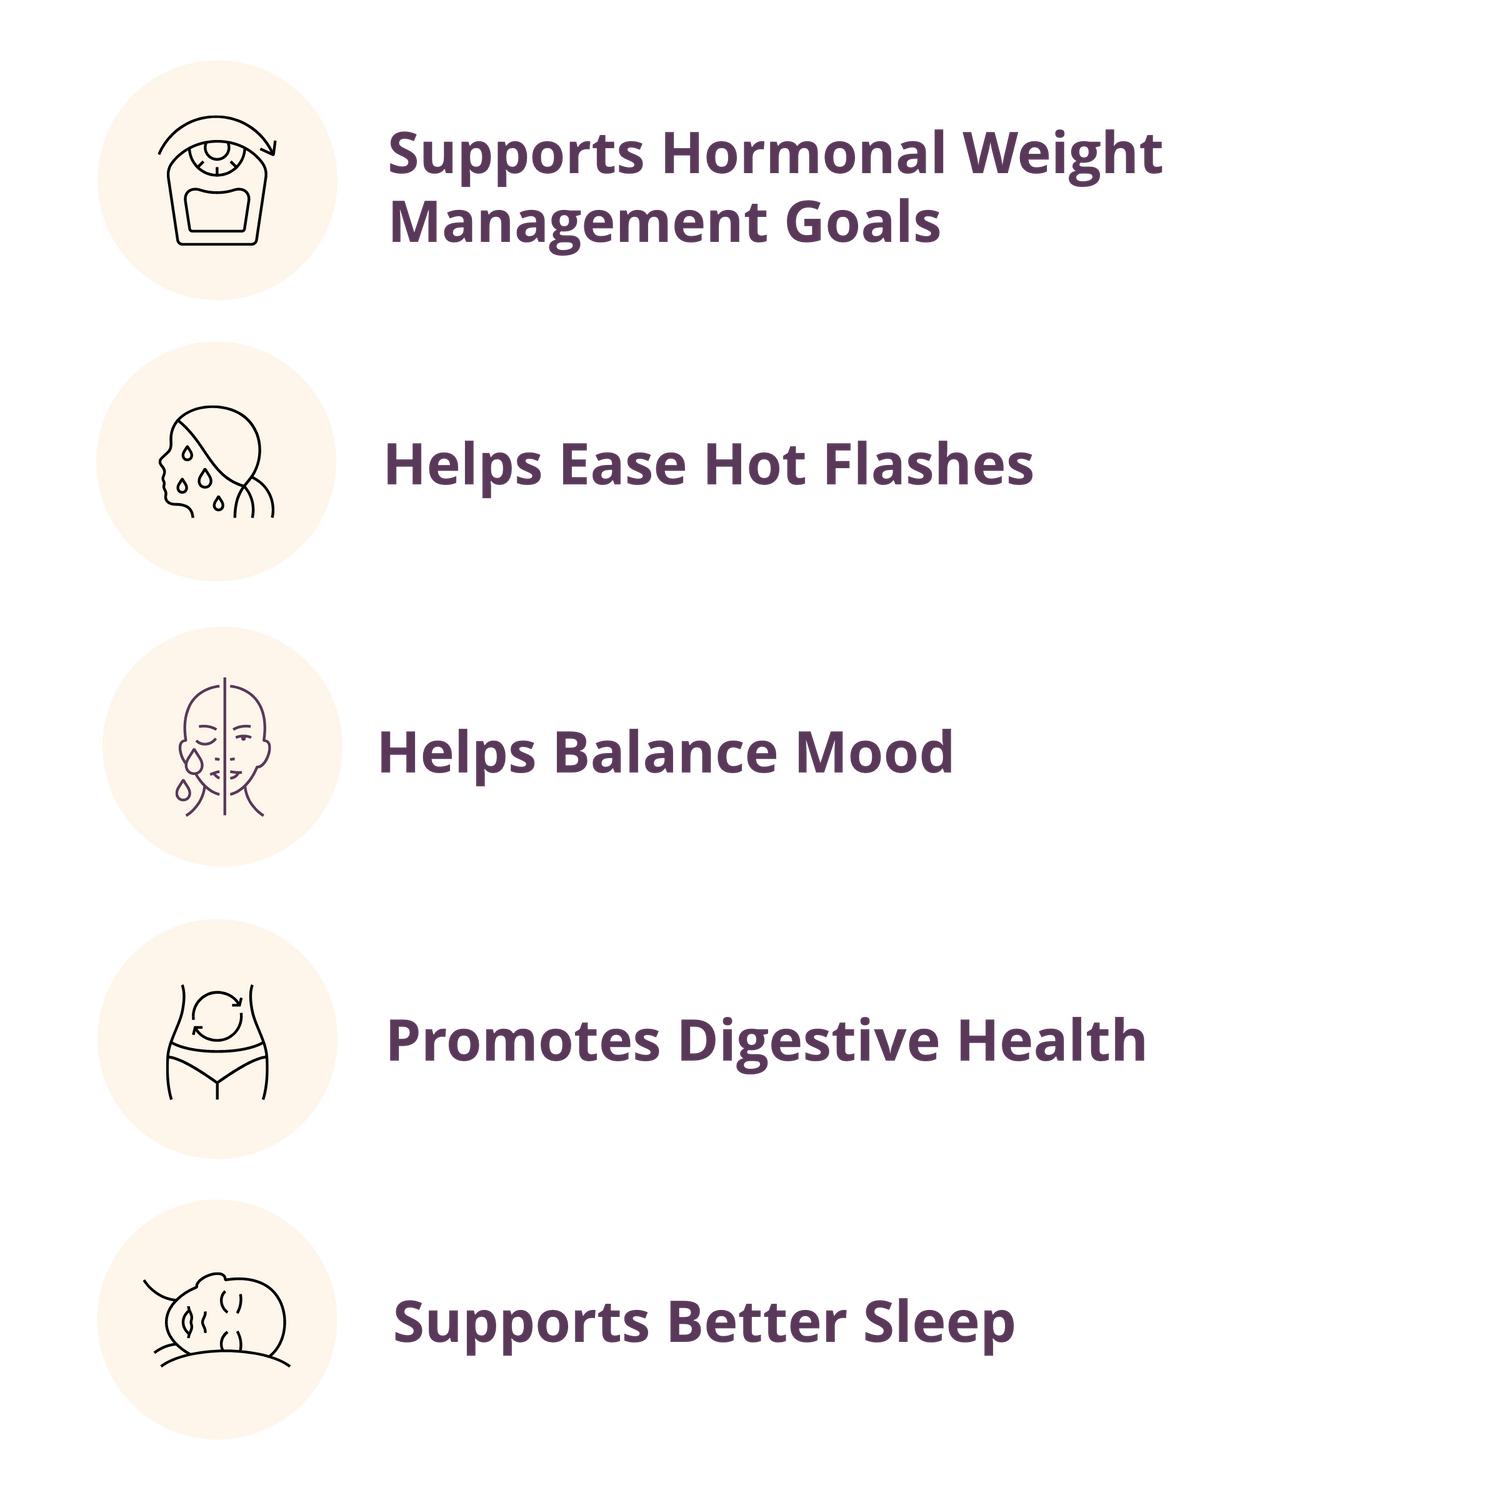 Supports Hormonal Weight
Management Goals
Helps Ease Hot Flashes
Helps Balance Mood
Promotes Digestive Health
Supports Better Sleep